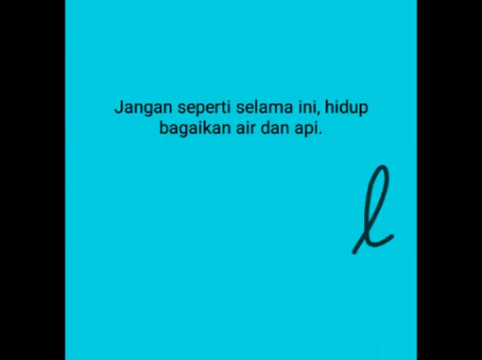 Jangan seperti selama ini, hidup
bagaikan air dan api.
l